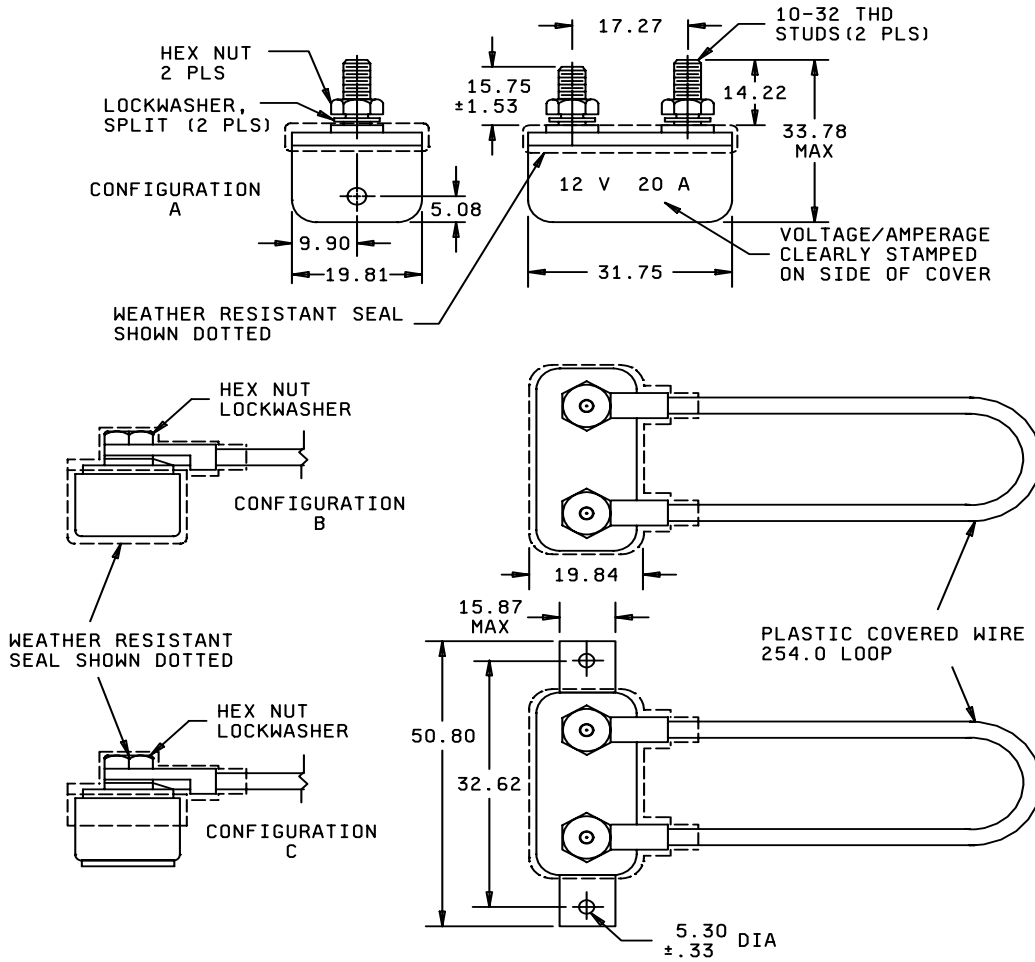 10-32 THD
STUDS(2 PLS)
17.27
HEX NUT
2 PLS
15.75
±1.53
14.22
LOCKWASHER,
SPLIT (2 PLS)
33.78
MAX
CONFIGURATION
A
12 V 20 A
5.08
9.90
19.81
31.75
VOLTAGE/AMPERAGE
CLEARLY STAMPED
ON SIDE OF COVER
WEATHER RESISTANT SEAL
SHOWN DOTTED
HEX NUT
LOCKWASHER
CONFIGURATION
B
19.84
15.87
MAX
WEATHER RESISTANT
SEAL SHOWN DOTTED
PLASTIC COVERED WIRE
254.0 LOOP
HEX NUT
LOCKWASHER
50.80
32.62
CONFIGURATION
C
5.30
±.33
DIA